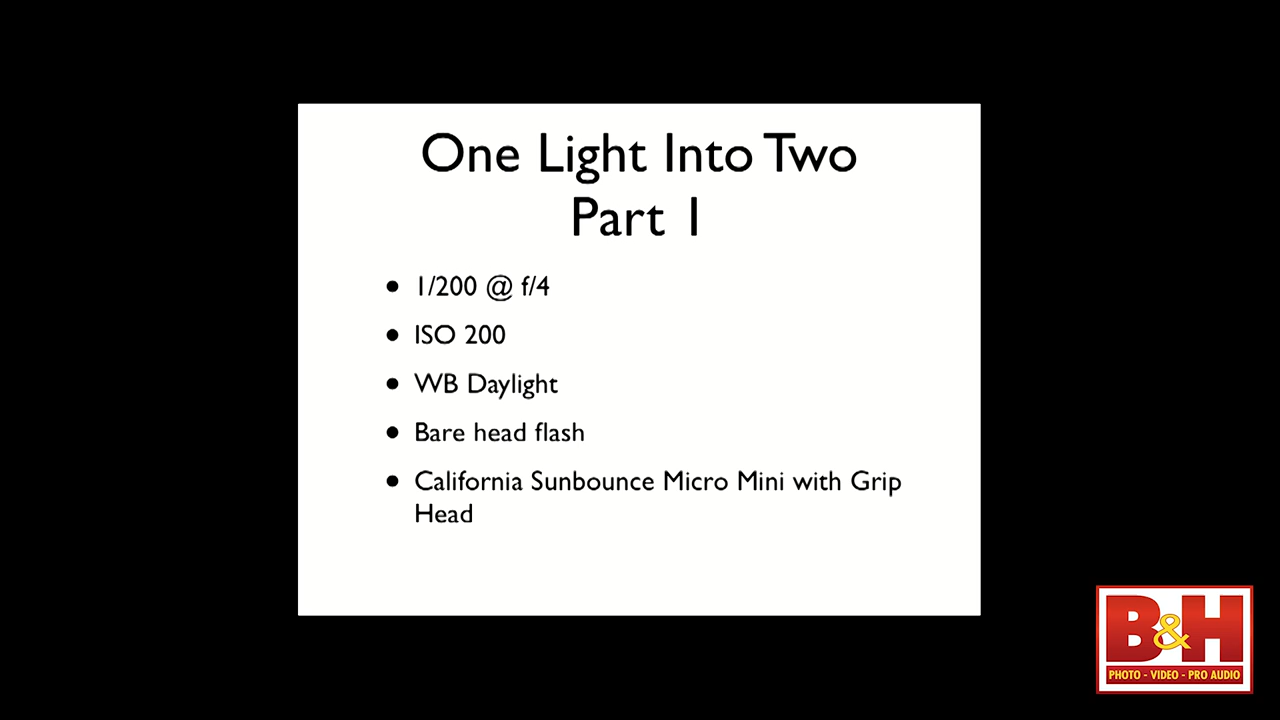 One Light Into Two
Part 1
• 1/200 @ f/4
• ISO 200
• WB Daylight
• Bare head flash
• California Sunbounce Micro Mini with Grip
Head
B&H
PHOTO - VIDEO - PRO AUDIO